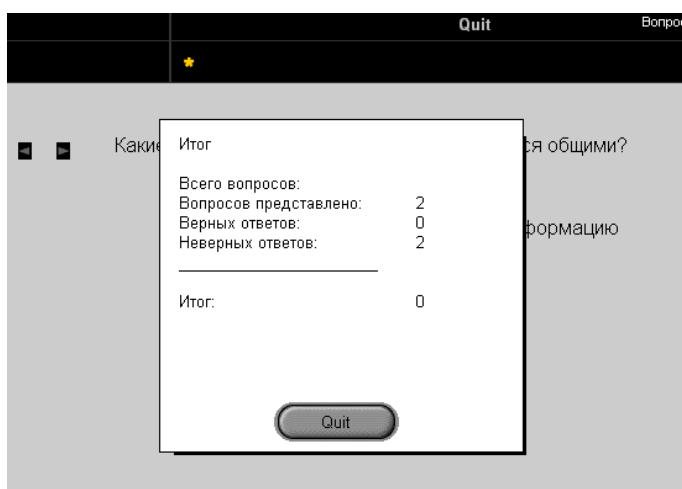 Quit
Вопро
*
Какие
ся общими?
формацию
Итог
Всего вопросов:
Вопросов представлено: 2
Верных ответов: 0
Неверных ответов: 2
Итог: 0
Quit